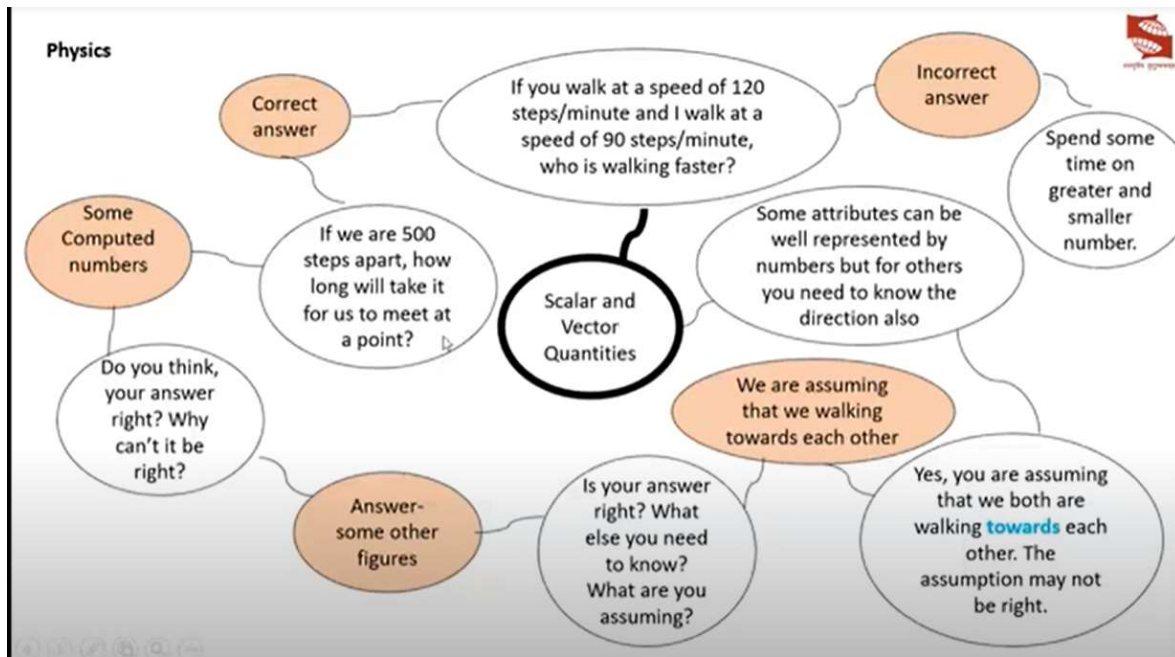 Physics
If you walk at a speed of 120
steps/minute and I walk at a
speed of 90 steps/minute,
who is walking faster?
Correct
answer
Incorrect
answer
Spend some
time on
greater and
smaller
number.
If we are 500
steps apart, how
long will take it
for us to meet at
a point?
Some
Computed
numbers
Do you think,
your answer
right? Why
can't it be
right?
Answer-
some other
figures
Is your answer
right? What
else you need
to know?
What are you
assuming?
We are assuming
that we walking
towards each other
Yes, you are assuming
that we both are
walking towards each
other. The
assumption may not
be right.
Some attributes can be
well represented by
numbers but for others
you need to know the
direction also
Scalar and
Vector
Quantities